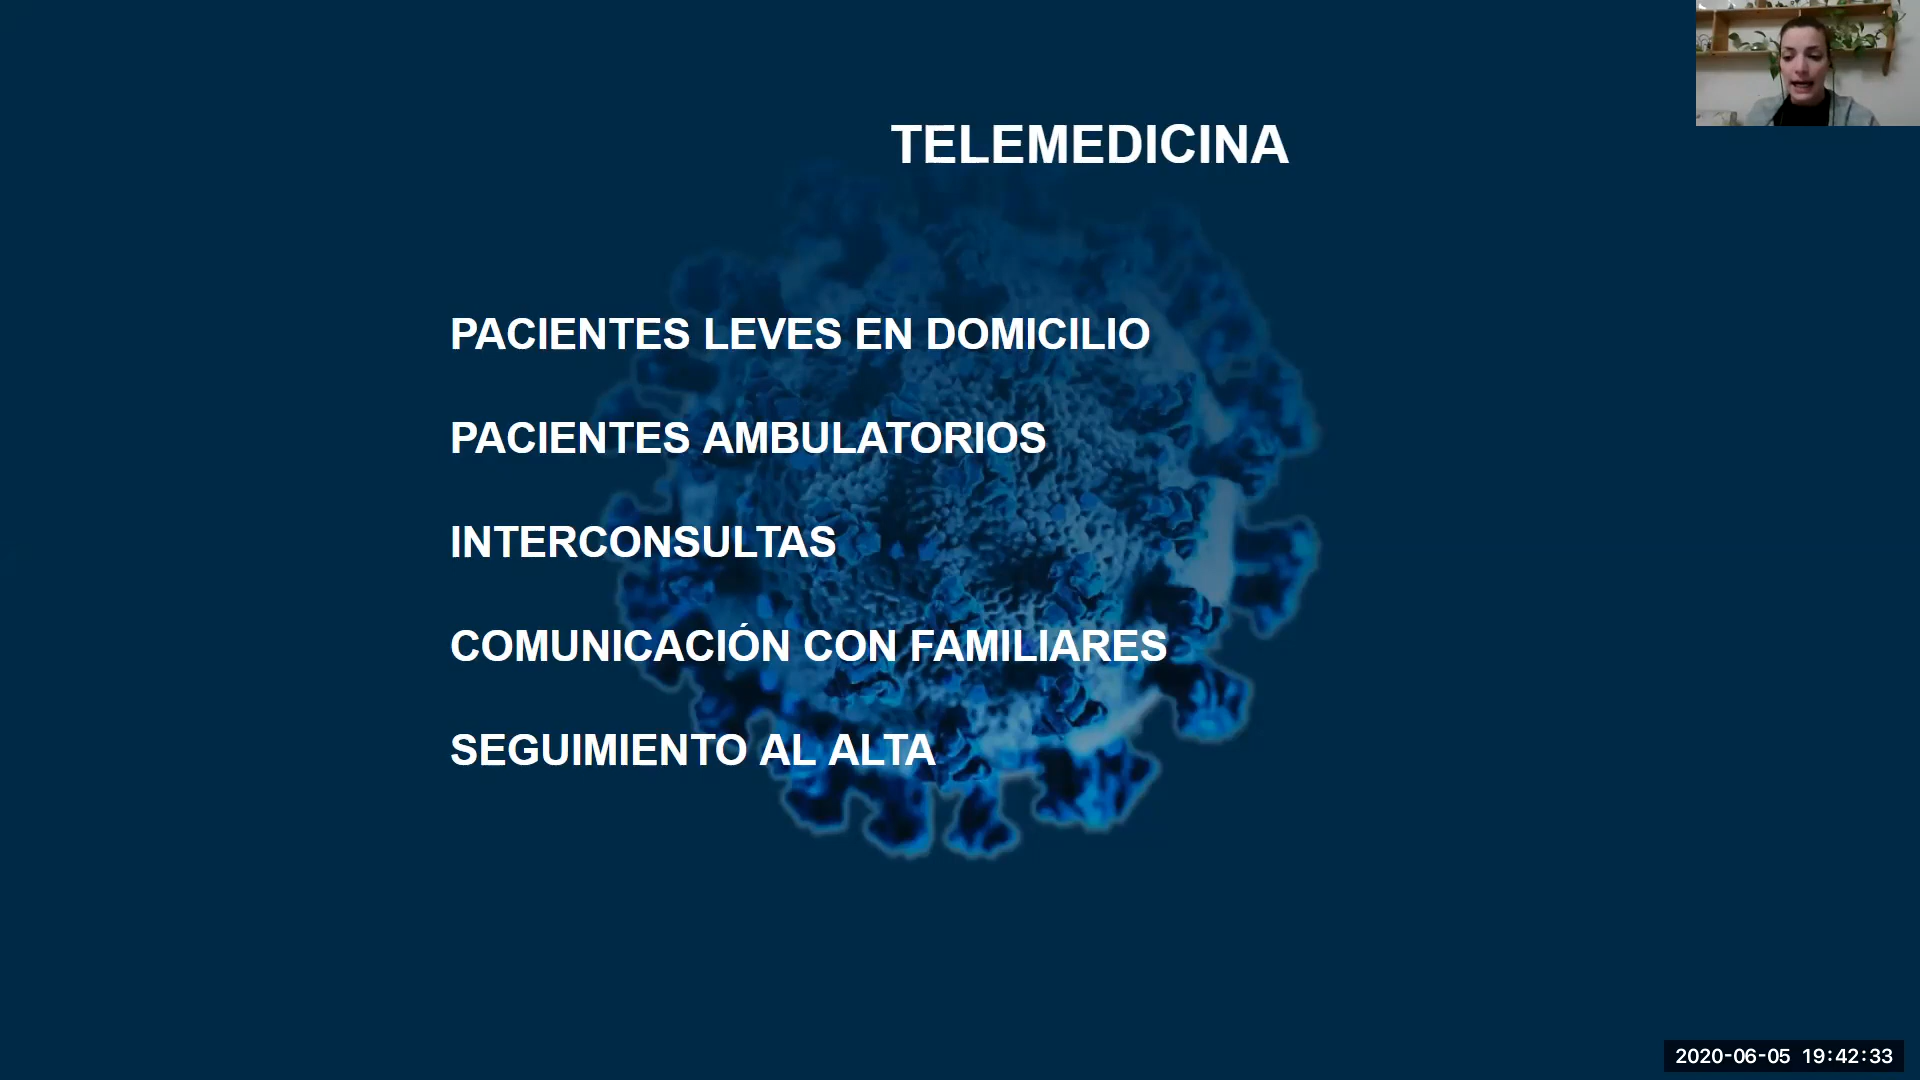 TELEMEDICINA
PACIENTES LEVES EN DOMICILIO
PACIENTES AMBULATORIOS
INTERCONSULTAS
COMUNICACIÓN CON FAMILIARES
SEGUIMIENTO AL ALTA
2020-06-05 19:42:33